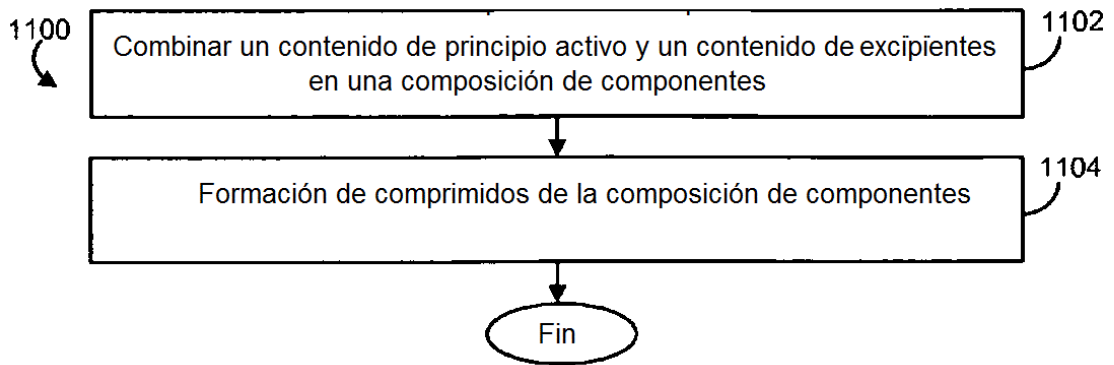 1100
Combinar un contenido de principio activo y un contenido de excipientes
en una composición de componentes
1102
Formación de comprimidos de la composición de componentes
1104
Fin